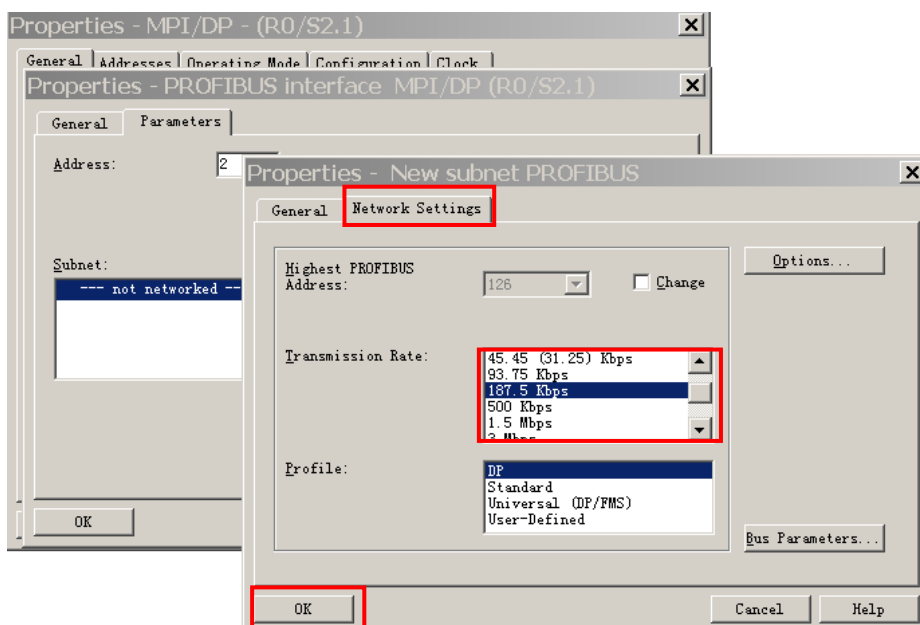 Properties - MPI/DP - (R0/S2.1)
General Addresses Operating Mode Configuration Clock
Properties - PROFIBUS interface MPI/DP (R0/S2.1)
General Parameters
Address: 2
Subnet:
--- not networked --
OK
Properties - New subnet PROFIBUS
General Network Settings
Highest PROFIBUS
Address: 126 Change
Options...
Transmission Rate:
45.45 (31.25) Kbps
93.75 Kbps
187.5 Kbps
500 Kbps
1.5 Mbps
3 Mbps
Profile:
DP
Standard
Universal (DP/FMS)
User-Defined
Bus Parameters...
OK Cancel Help